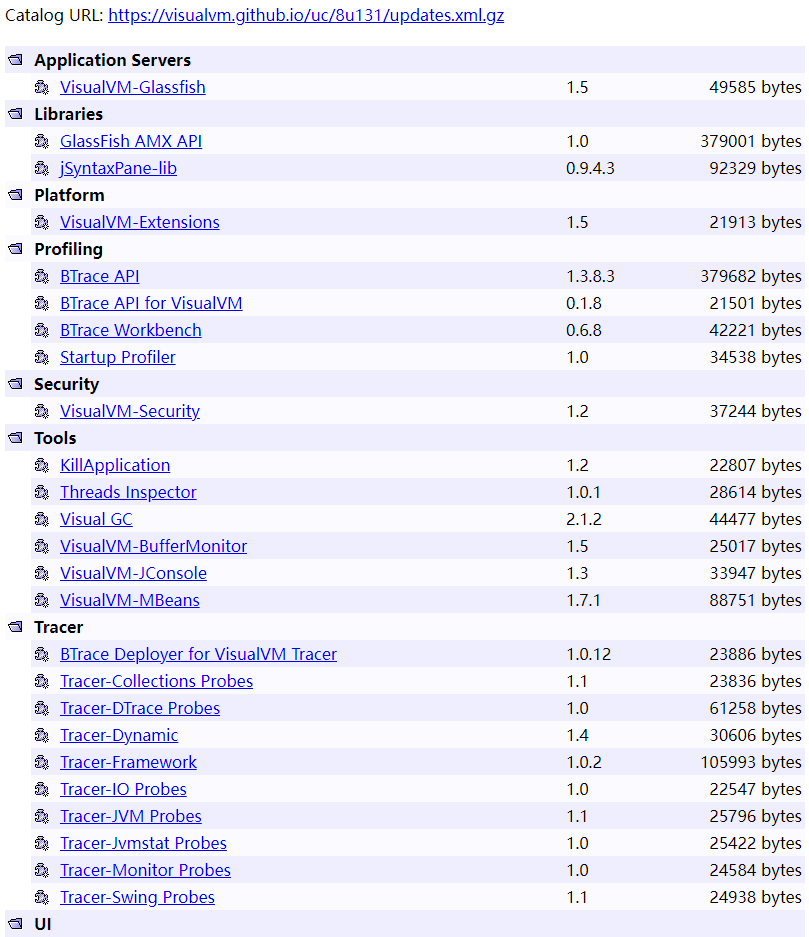 Catalog URL: https://visualvm.github.io/uc/8u131/updates.xml.gz
Application Servers
VisualVM-Glassfish 1.5 49585 bytes
Libraries
GlassFish AMX API 1.0 379001 bytes
jSyntaxPane-lib 0.9.4.3 92329 bytes
Platform
VisualVM-Extensions 1.5 21913 bytes
Profiling
BTrace API 1.3.8.3 379682 bytes
BTrace API for VisualVM 0.1.8 21501 bytes
BTrace Workbench 0.6.8 42221 bytes
Startup Profiler 1.0 34538 bytes
Security
VisualVM-Security 1.2 37244 bytes
Tools
KillApplication 1.2 22807 bytes
Threads Inspector 1.0.1 28614 bytes
Visual GC 2.1.2 44477 bytes
VisualVM-BufferMonitor 1.5 25017 bytes
VisualVM-JConsole 1.3 33947 bytes
VisualVM-MBeans 1.7.1 88751 bytes
Tracer
BTrace Deployer for VisualVM Tracer 1.0.12 23886 bytes
Tracer-Collections Probes 1.1 23836 bytes
Tracer-DTrace Probes 1.0 61258 bytes
Tracer-Dynamic 1.4 30606 bytes
Tracer-Framework 1.0.2 105993 bytes
Tracer-IO Probes 1.0 22547 bytes
Tracer-JVM Probes 1.1 25796 bytes
Tracer-Jvmstat Probes 1.0 25422 bytes
Tracer-Monitor Probes 1.0 24584 bytes
Tracer-Swing Probes 1.1 24938 bytes
UI